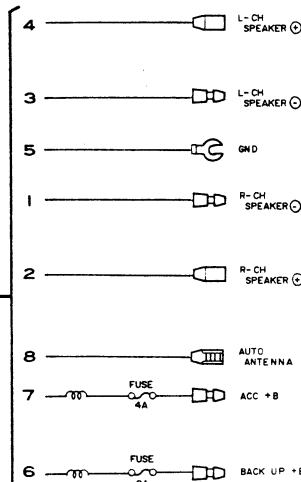 4 L-CH
SPEAKER ⊕
3 L-CH
SPEAKER ⊖
5 GND
1 R-CH
SPEAKER ⊖
2 R-CH
SPEAKER ⊕
8 AUTO
ANTENNA
7 FUSE ACC +B
4A
6 FUSE BACK UP +B